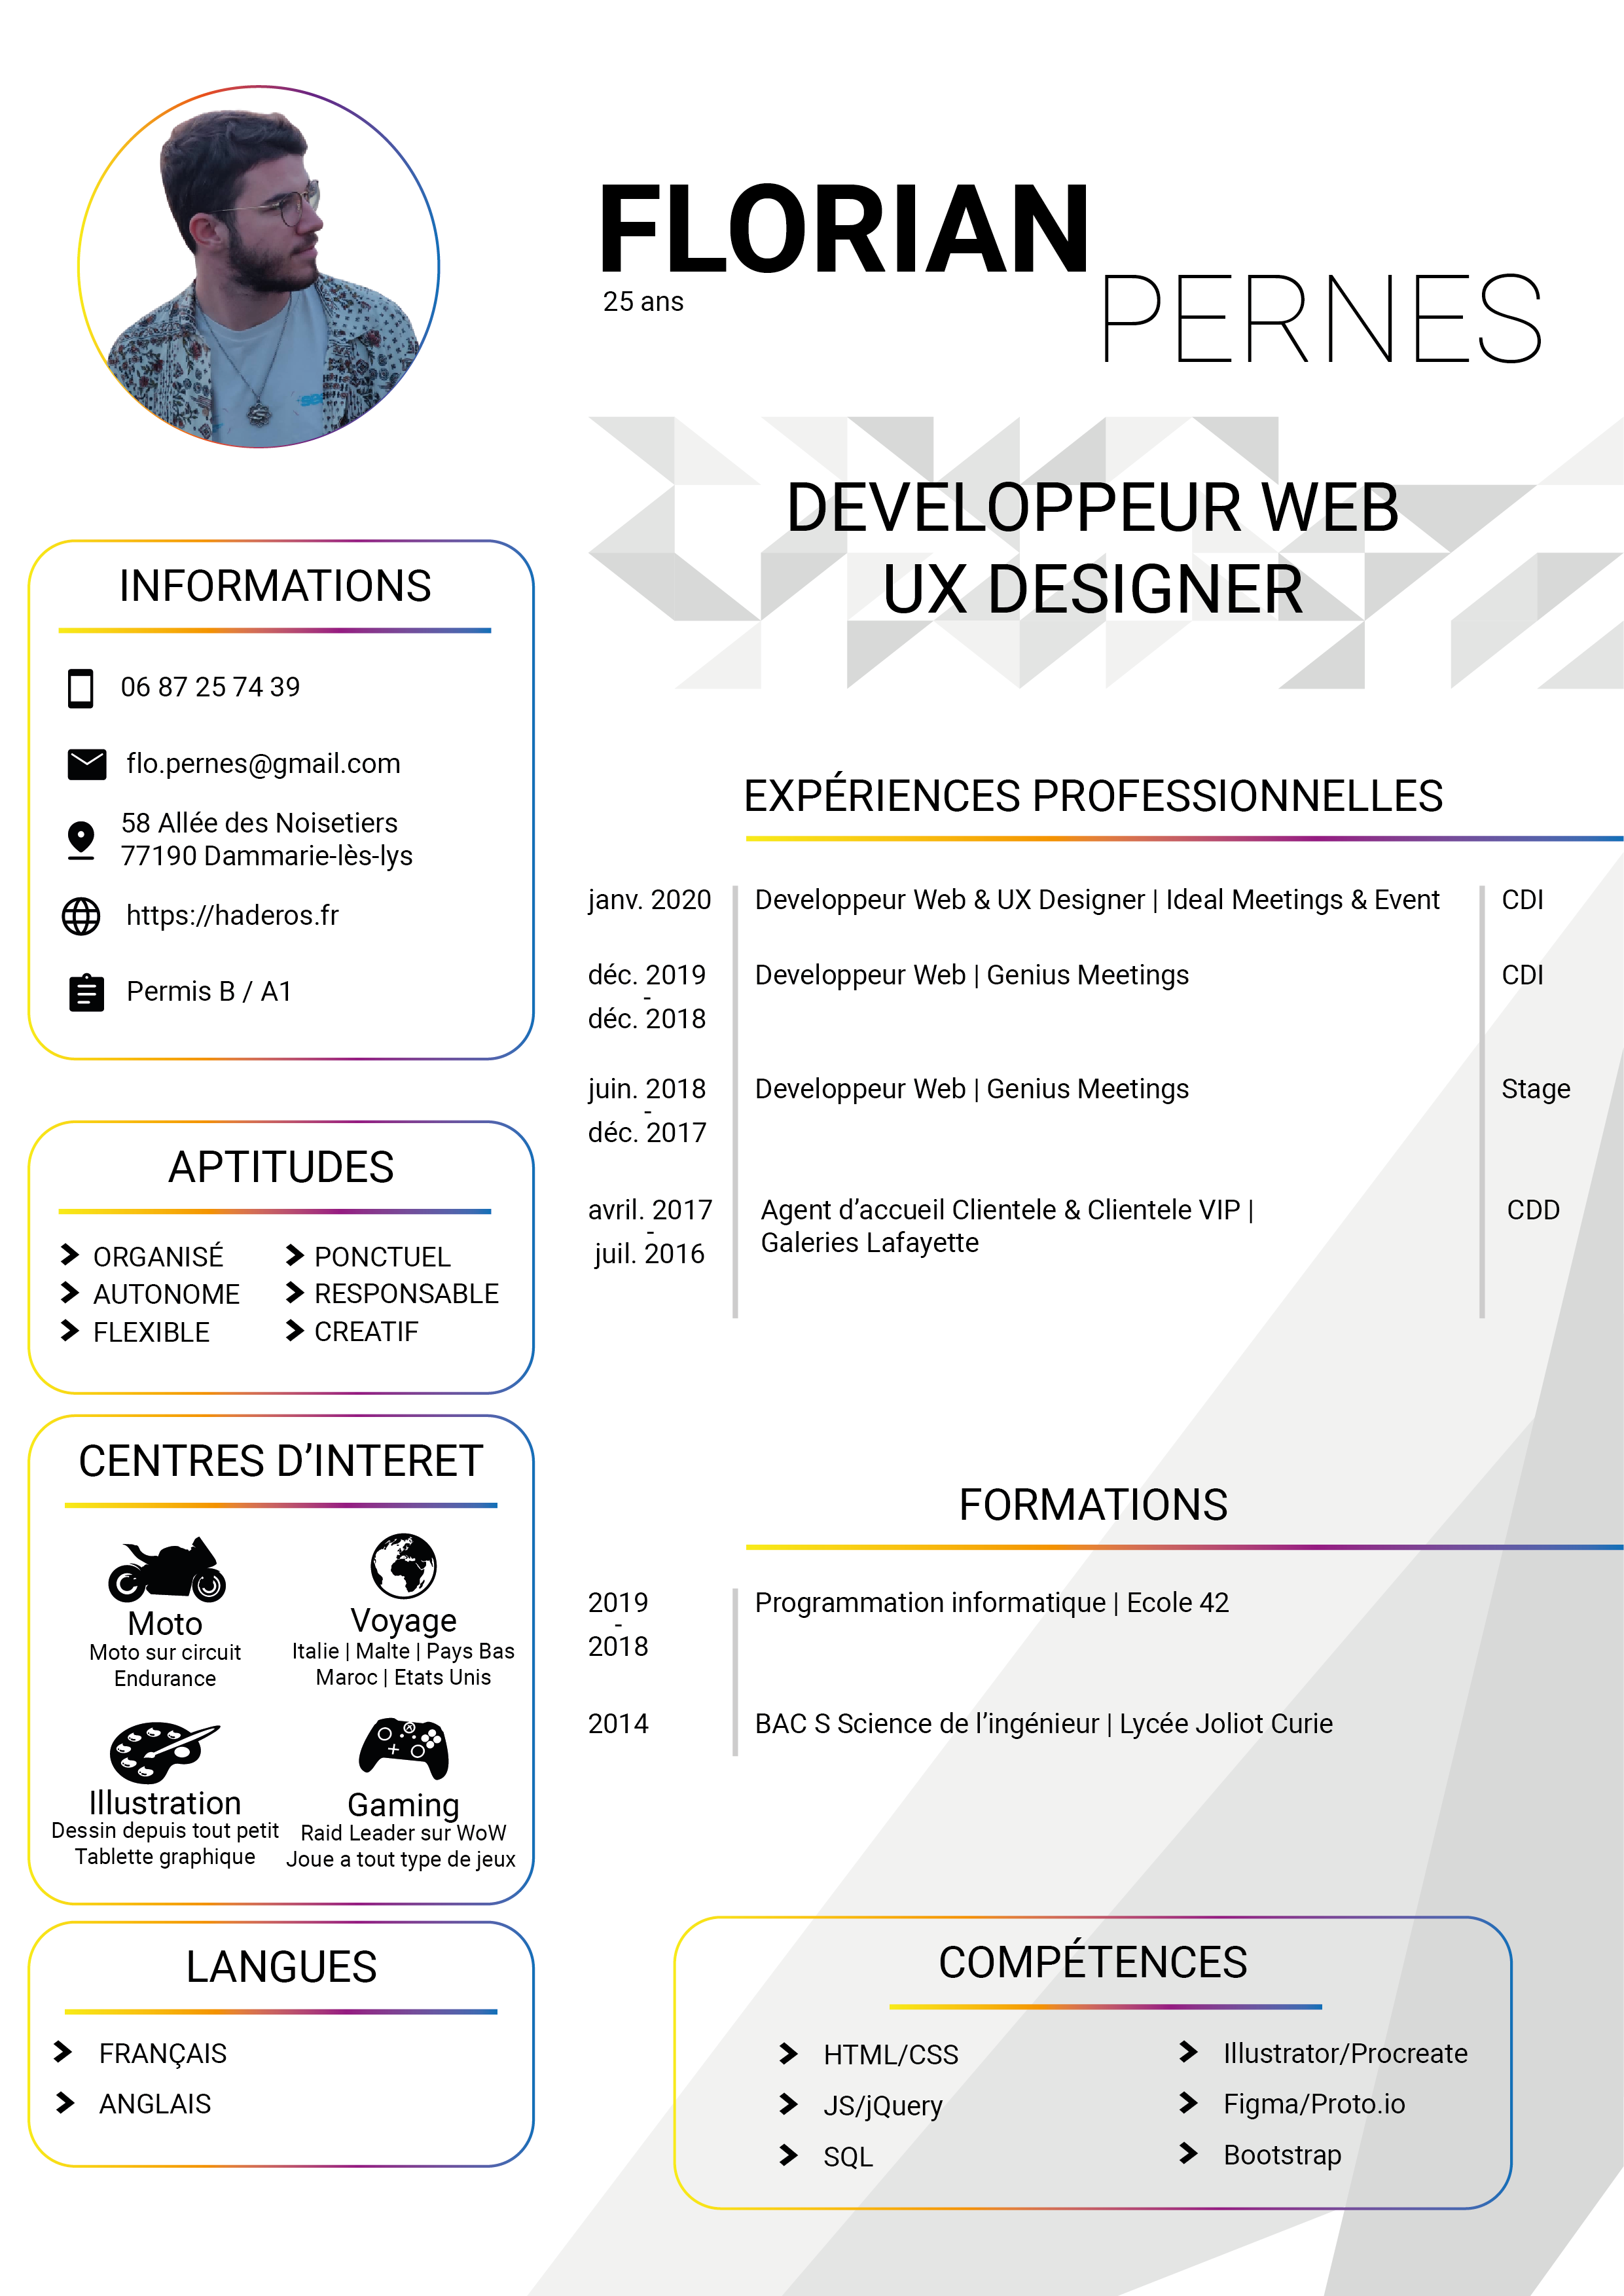 FLORIAN
PERNES
25 ans
DEVELOPPEUR WEB
UX DESIGNER
INFORMATIONS
06 87 25 74 39
flo.pernes@gmail.com
58 Allée des Noisetiers
77190 Dammarie-lès-lys
https://haderos.fr
Permis B / A1
APTITUDES
ORGANISÉ
AUTONOME
FLEXIBLE
PONCTUEL
RESPONSABLE
CREATIF
CENTRES D’INTERET
Moto
Moto sur circuit
Endurance
Voyage
Italie | Malte | Pays Bas
Maroc | Etats Unis
Illustration
Dessin depuis tout petit
Tablette graphique
Gaming
Raid Leader sur WoW
Joue a tout type de jeux
LANGUES
FRANÇAIS
ANGLAIS
EXPÉRIENCES PROFESSIONNELLES
janv. 2020 Developpeur Web & UX Designer | Ideal Meetings & Event CDI
déc. 2019 Developpeur Web | Genius Meetings CDI
-
déc. 2018
juin. 2018 Developpeur Web | Genius Meetings Stage
-
déc. 2017
avril. 2017 Agent d’accueil Clientele & Clientele VIP | CDD
-
Galeries Lafayette
juil. 2016
FORMATIONS
2019 Programmation informatique | Ecole 42
-
2018
2014 BAC S Science de l’ingénieur | Lycée Joliot Curie
COMPÉTENCES
HTML/CSS
JS/jQuery
SQL
Illustrator/Procreate
Figma/Proto.io
Bootstrap